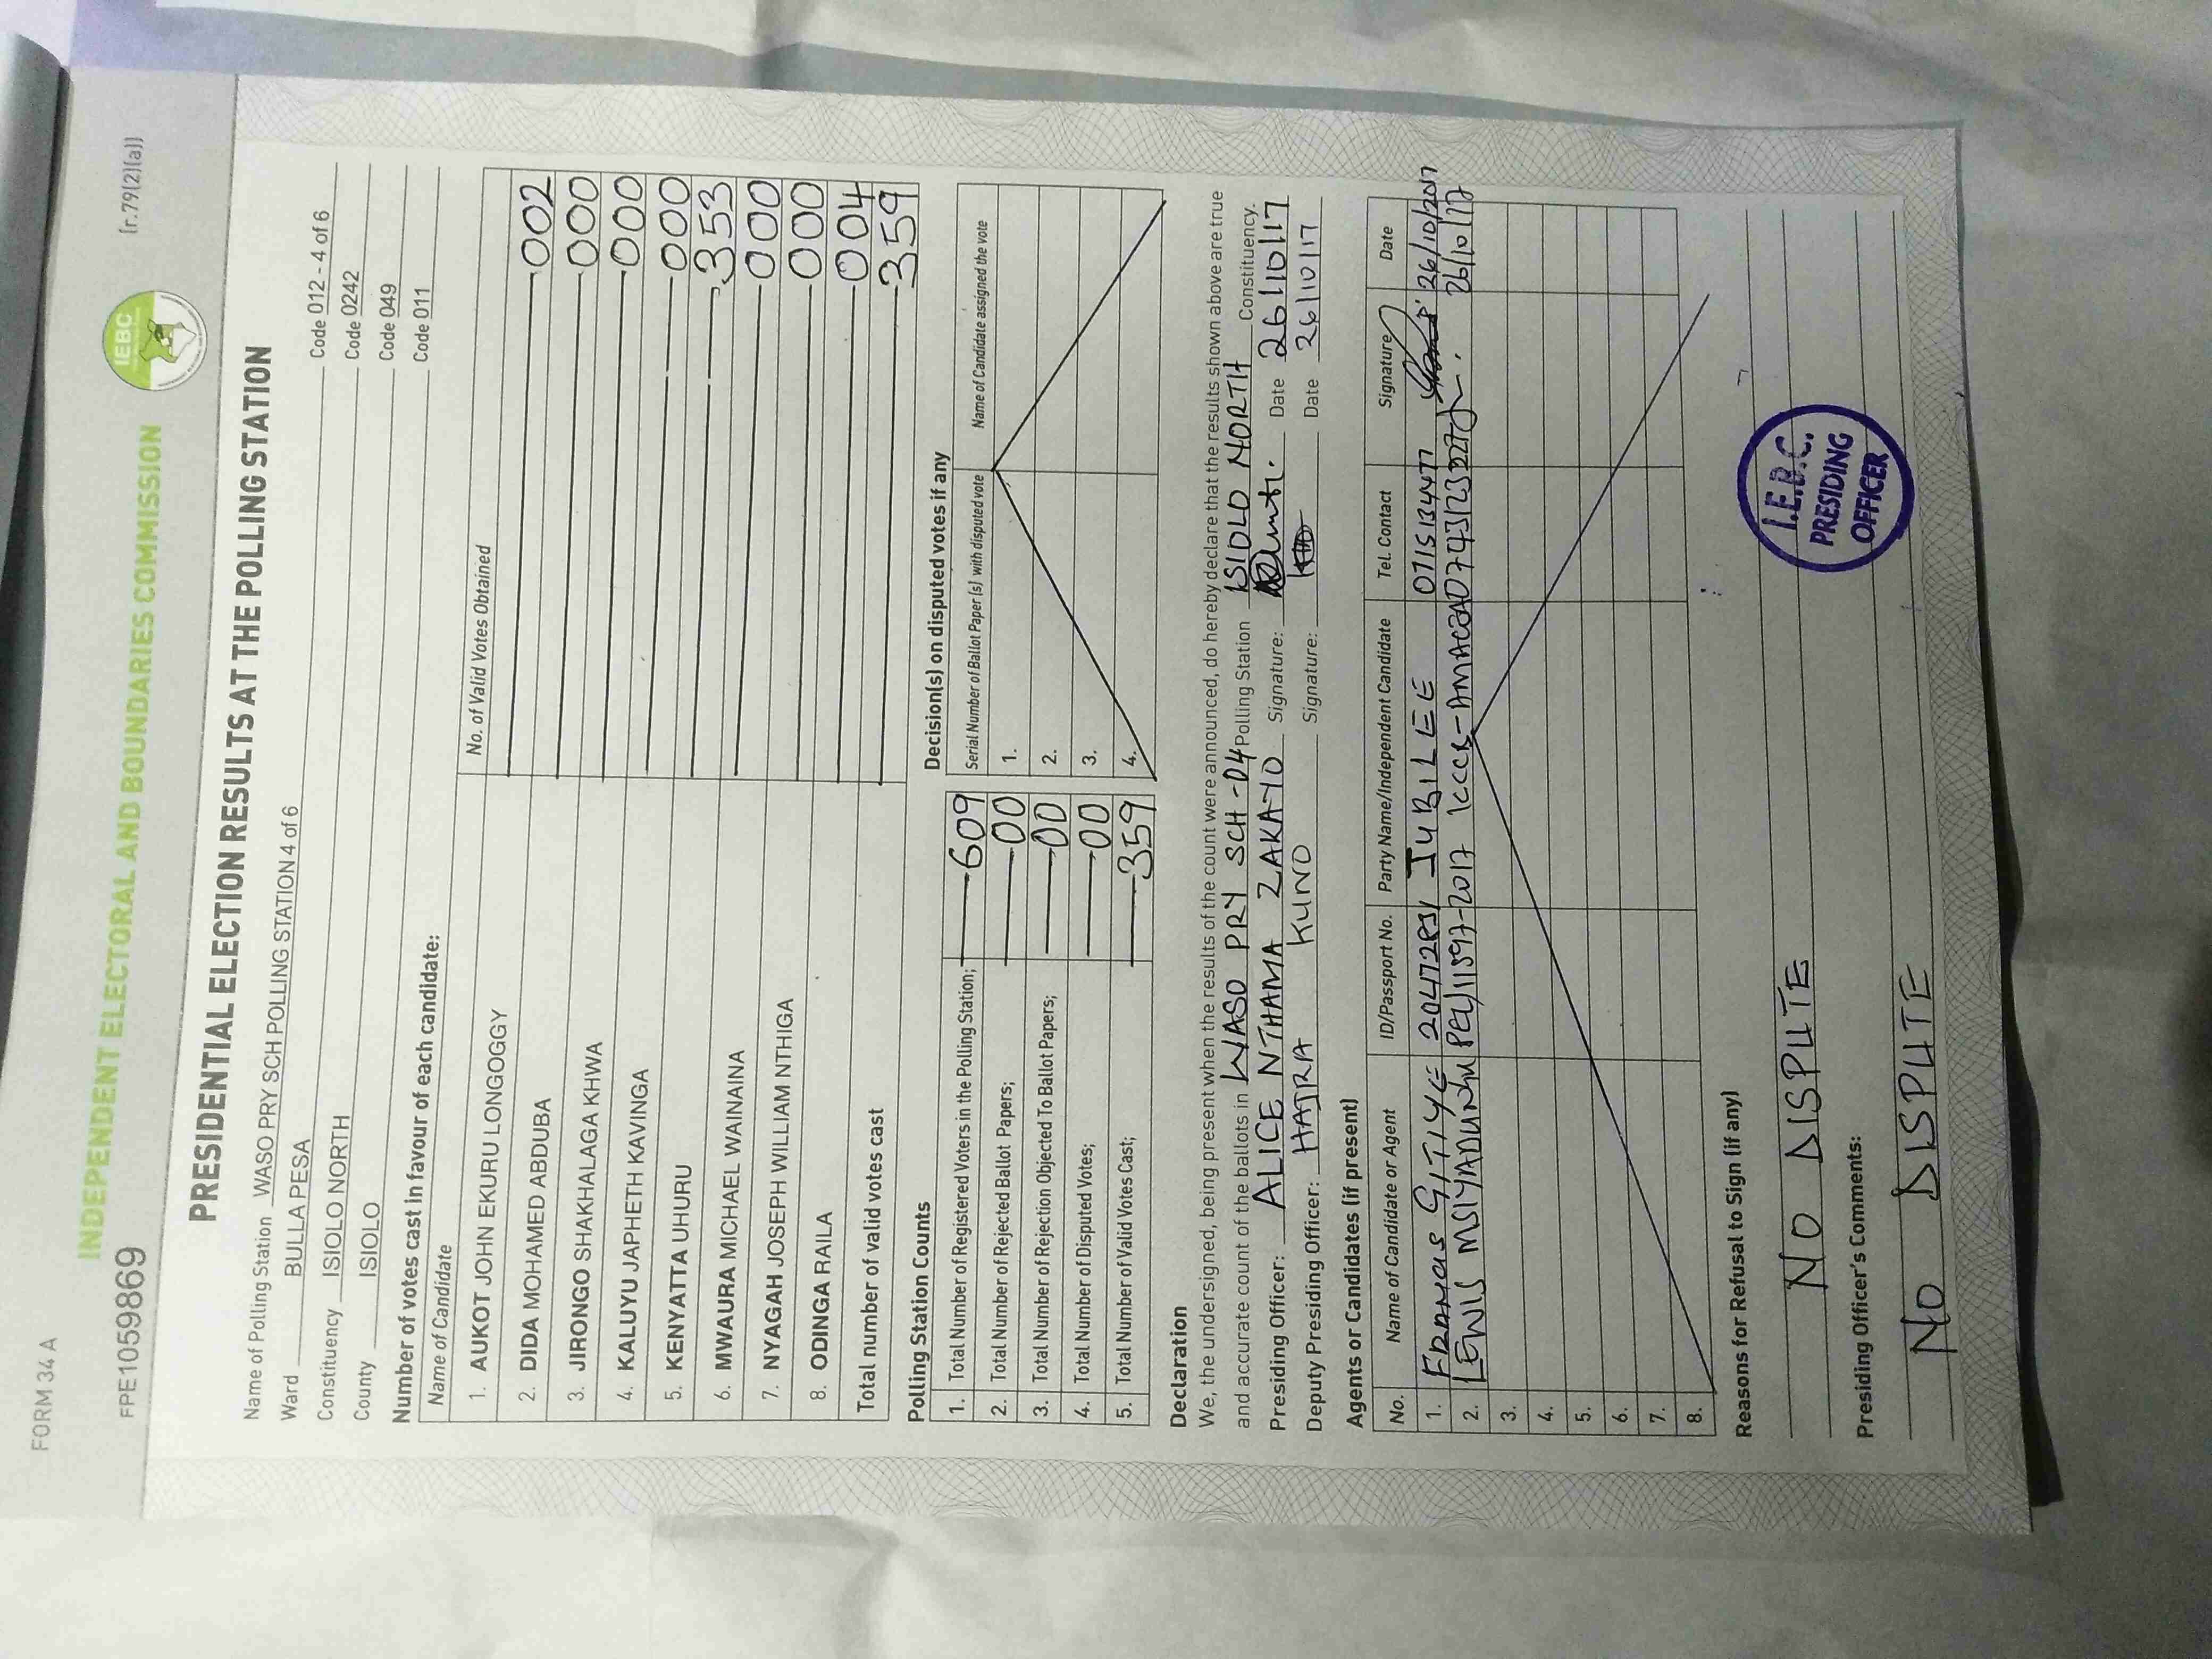 FORM 34 A
INDEPENDENT ELECTORAL AND BOUNDARIES COMMISSION
IEBC
FPE1059869 (r.79(2)(a))
PRESIDENTIAL ELECTION RESULTS AT THE POLLING STATION
Name of Polling Station WASO PRY SCH POLLING STATION 4 of 6 Code 012 - 4 of 6
Ward BULLA PESA Code 0242
Constituency ISIOLO NORTH Code 049
County ISIOLO Code 011
Number of votes cast in favour of each candidate:
Name of Candidate No. of Valid Votes Obtained
1. AUKOT JOHN EKURU LONGOGGY 002
2. DIDA MOHAMED ABDUBA 000
3. JIRONGO SHAKHALAGA KHWA 000
4. KALUYU JAPHETH KAVINGA 000
5. KENYATTA UHURU 353
6. MWAURA MICHAEL WAINAINA 000
7. NYAGAH JOSEPH WILLIAM NTHIGA 000
8. ODINGA RAILA 004
Total number of valid votes cast 359
Polling Station Counts
1. Total Number of Registered Voters in the Polling Station; 609
2. Total Number of Rejected Ballot Papers; 00
3. Total Number of Rejection Objected To Ballot Papers; 00
4. Total Number of Disputed Votes; 00
5. Total Number of Valid Votes Cast; 359
Decision(s) on disputed votes if any
Serial Number of Ballot Paper (s) with disputed vote Name of Candidate assigned the vote
1.
2.
3.
4.
Declaration
We, the undersigned, being present when the results of the count were announced, do hereby declare that the results shown above are true
and accurate count of the ballots in WASO PRY SCH - 04 Polling Station ISIOLO NORTH Constituency.
Presiding Officer: ALICE NTHAMA ZAKAYO Signature: Date 26/10/17
Deputy Presiding Officer: HAJRA KUNO Signature: Date 26/10/17
Agents or Candidates (if present)
No. Name of Candidate or Agent ID/Passport No. Party Name/Independent Candidate Tel. Contact Signature Date
1. FRANCIS GITIYE JUBILEE 26/10/2017
2. LEWIS 26/10/17
3.
4.
5.
6.
7.
8.
Reasons for Refusal to Sign (if any)
NO DISPUTE
Presiding Officer's Comments:
NO DISPUTE
I.E.B.C.
PRESIDING
OFFICER